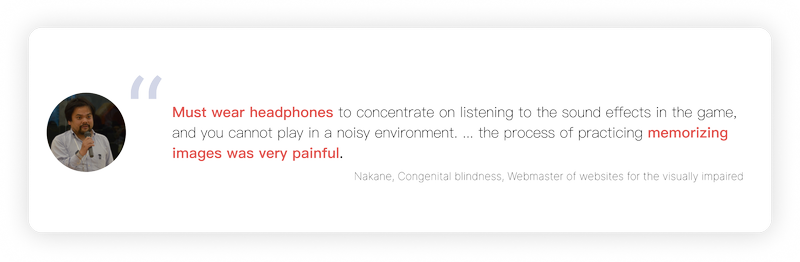 “
Must wear headphones to concentrate on listening to the sound effects in the game,
and you cannot play in a noisy environment. ... the process of practicing memorizing
images was very painful.
Nakane, Congenital blindness, Webmaster of websites for the visually impaired